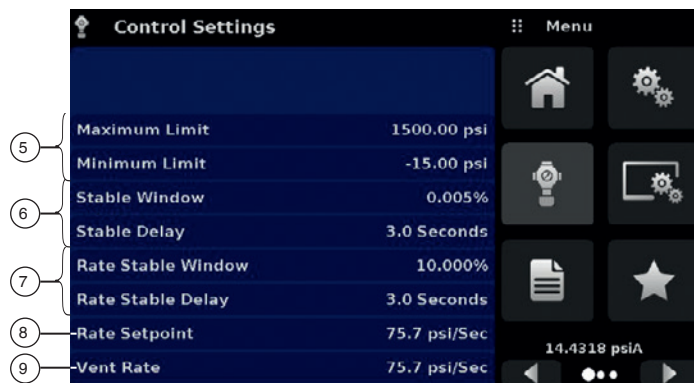 Control Settings
Menu
5
Maximum Limit 1500.00 psi
Minimum Limit -15.00 psi
6
Stable Window 0.005%
Stable Delay 3.0 Seconds
7
Rate Stable Window 10.000%
Rate Stable Delay 3.0 Seconds
8 Rate Setpoint 75.7 psi/Sec
9 Vent Rate 75.7 psi/Sec
14.4318 psiA